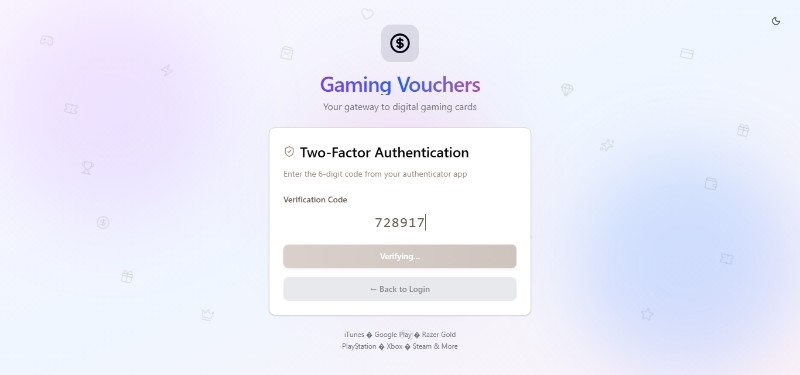 Gaming Vouchers
Your gateway to digital gaming cards
Two-Factor Authentication
Enter the 6-digit code from your authenticator app
Verification Code
728917
Verifying...
← Back to Login
iTunes � Google Play � Razer Gold
PlayStation � Xbox � Steam & More